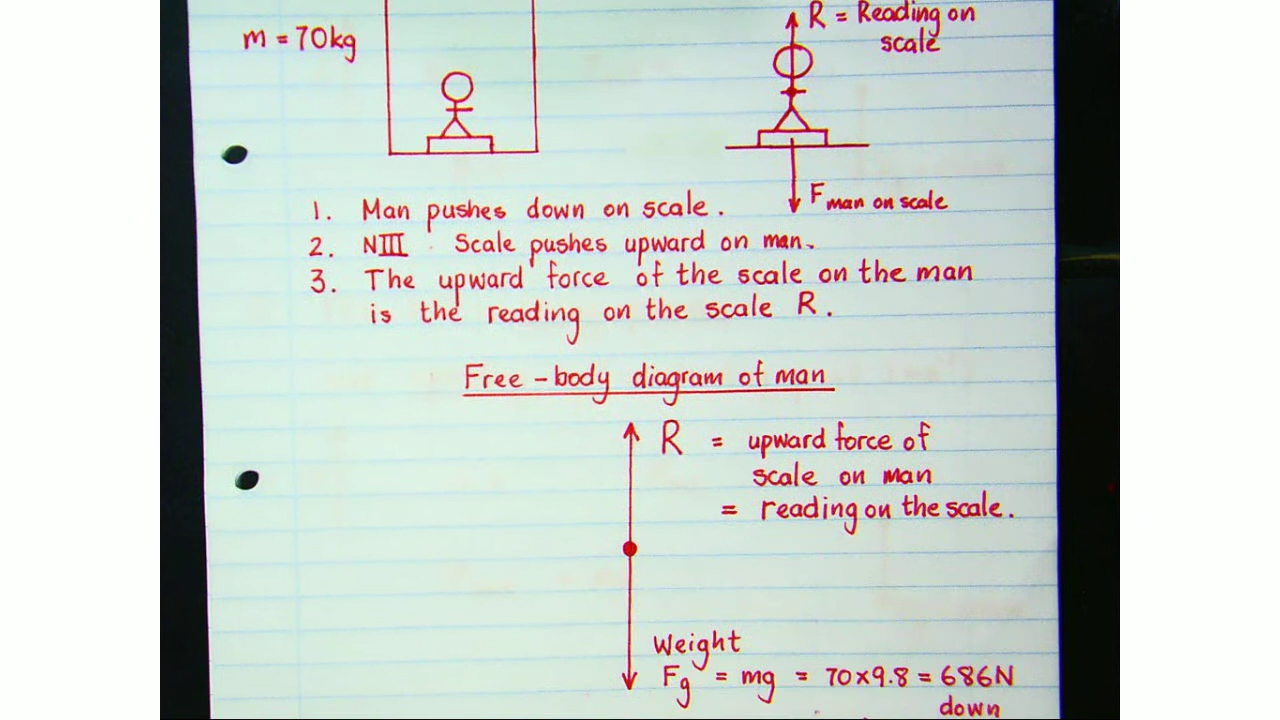 m = 70kg
R = Reading on
scale
F man on scale
1. Man pushes down on scale.
2. NIII Scale pushes upward on man.
3. The upward force of the scale on the man
is the reading on the scale R.
Free - body diagram of man
R = upward force of
scale on man
= reading on the scale.
Weight
Fg = mg = 70×9.8 = 686N
down